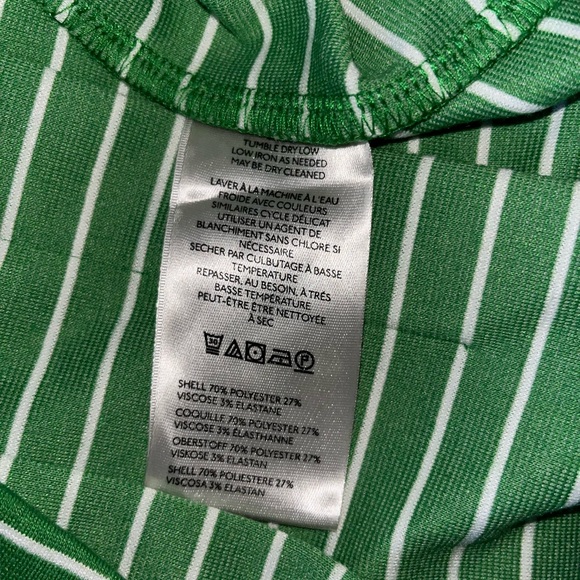 TUMBLE DRY LOW
LOW IRON AS NEEDED
MAY BE DRY CLEANED
LAVER À LA MACHINE À L'EAU
FROIDE AVEC COULEURS
SIMILAIRES CYCLE DÉLICAT
UTILISER UN AGENT DE
BLANCHIMENT SANS CHLORE SI
NÉCESSAIRE
SECHER PAR CULBUTAGE À BASSE
TEMPERATURE
REPASSER, AU BESOIN, À TRÉS
BASSE TEMPÉRATURE
PEUT-ÊTRE ÊTRE NETTOYÉE
À SEC
30 P
SHELL 70% POLYESTER 27%
VISCOSE 3% ELASTANE
COQUILLE 70% POLYESTER 27%
VISCOSE 3% ÉLASTHANNE
OBERSTOFF 70% POLYESTER 27%
VISKOSE 3% ELASTAN
SHELL 70% POLIESTERE 27%
VISCOSA 3% ELASTAN